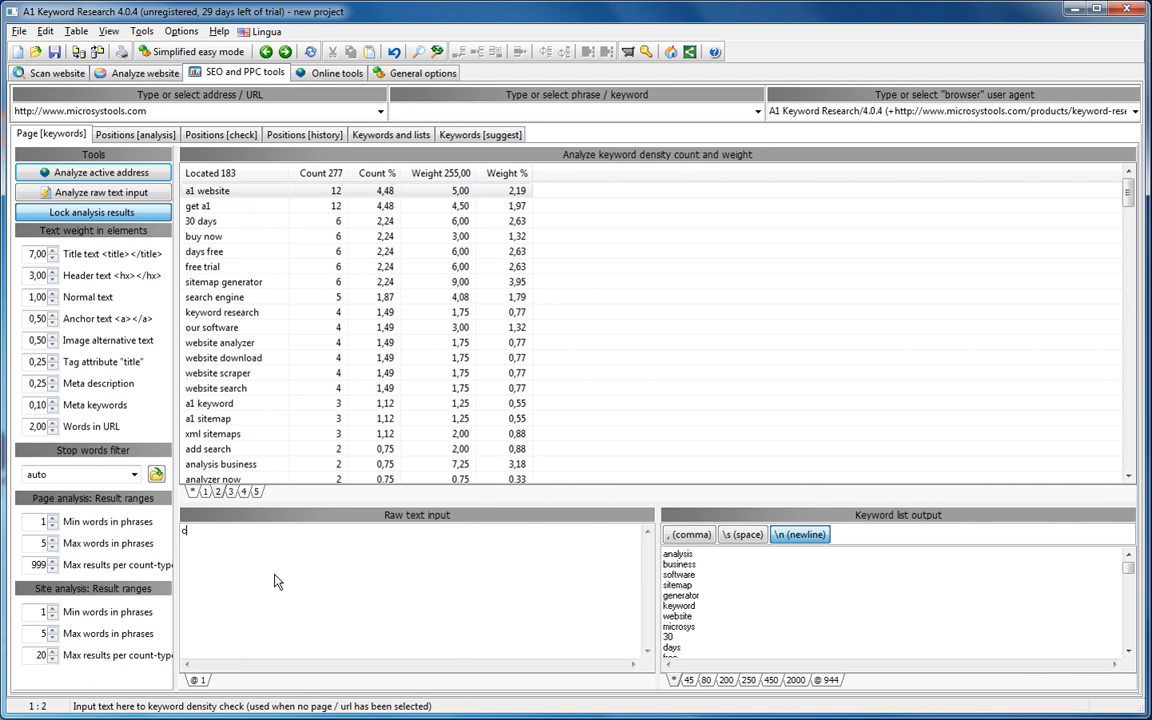 A1 Keyword Research 4.0.4 (unregistered, 29 days left of trial) - new project
File Edit Table View Tools Options Help Lingua
Simplified easy mode
Scan website Analyze website SEO and PPC tools Online tools General options
Type or select address / URL Type or select phrase / keyword Type or select "browser" user agent
http://www.microsystools.com A1 Keyword Research/4.0.4 (+http://www.microsystools.com/products/keyword-rese
Page [keywords] Positions [analysis] Positions [check] Positions [history] Keywords and lists Keywords [suggest]
Tools
Analyze active address
Analyze raw text input
Lock analysis results
Text weight in elements
7,00 Title text <title></title>
3,00 Header text <hx></hx>
1,00 Normal text
0,50 Anchor text <a></a>
0,50 Image alternative text
0,25 Tag attribute "title"
0,25 Meta description
0,10 Meta keywords
2,00 Words in URL
Stop words filter
auto
Page analysis: Result ranges
1 Min words in phrases
5 Max words in phrases
999 Max results per count-type
Site analysis: Result ranges
1 Min words in phrases
5 Max words in phrases
20 Max results per count-type
Analyze keyword density count and weight
Located 183 Count 277 Count % Weight 255,00 Weight %
a1 website 12 4,48 5,00 2,19
get a1 12 4,48 4,50 1,97
30 days 6 2,24 6,00 2,63
buy now 6 2,24 3,00 1,32
days free 6 2,24 6,00 2,63
free trial 6 2,24 6,00 2,63
sitemap generator 6 2,24 9,00 3,95
search engine 5 1,87 4,08 1,79
keyword research 4 1,49 1,75 0,77
our software 4 1,49 3,00 1,32
website analyzer 4 1,49 1,75 0,77
website download 4 1,49 1,75 0,77
website scraper 4 1,49 1,75 0,77
website search 4 1,49 1,75 0,77
a1 keyword 3 1,12 1,25 0,55
a1 sitemap 3 1,12 1,25 0,55
xml sitemaps 3 1,12 2,00 0,88
add search 2 0,75 2,00 0,88
analysis business 2 0,75 7,25 3,18
analyzer now 2 0,75 0,75 0,33
* 1 2 3 4 5
Raw text input
c
@ 1
Keyword list output
, (comma) \s (space) \n (newline)
analysis
business
software
sitemap
generator
keyword
website
microsys
30
days
free
* 45 80 200 250 450 2000 @ 944
1 : 2 Input text here to keyword density check (used when no page / url has been selected)